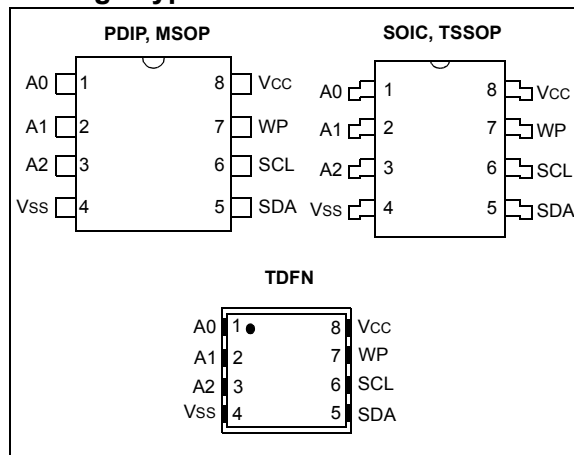 PDIP, MSOP
A0 1 8 VCC
A1 2 7 WP
A2 3 6 SCL
VSS 4 5 SDA
SOIC, TSSOP
A0 1 8 VCC
A1 2 7 WP
A2 3 6 SCL
VSS 4 5 SDA
TDFN
A0 1 8 VCC
A1 2 7 WP
A2 3 6 SCL
VSS 4 5 SDA